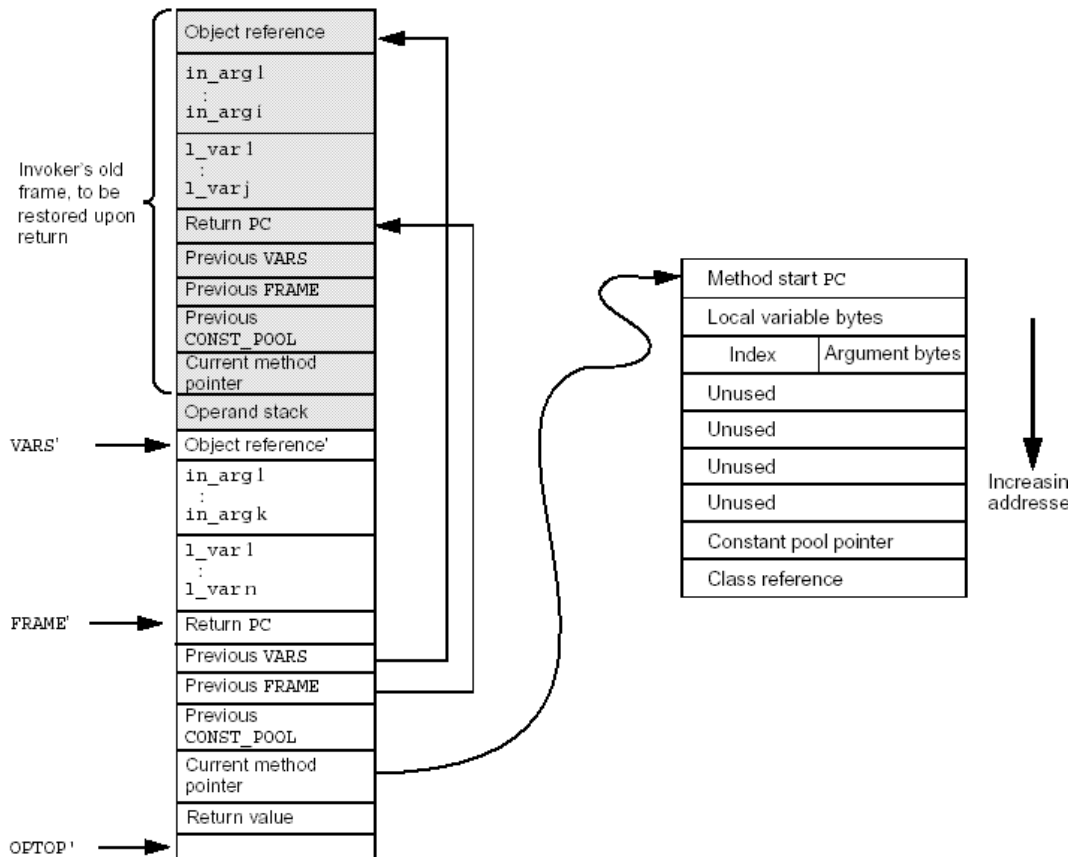 Object reference
in_arg1
:
in_argi
l_var1
:
l_varj
Return PC
Previous VARS
Previous FRAME
Previous
CONST_POOL
Current method
pointer
Operand stack
Object reference'
in_arg1
:
in_argk
l_var1
:
l_varn
Return PC
Previous VARS
Previous FRAME
Previous
CONST_POOL
Current method
pointer
Return value
Invoker's old
frame, to be
restored upon
return
VARS'
FRAME'
OPTOP'
Method start PC
Local variable bytes
Index Argument bytes
Unused
Unused
Unused
Unused
Constant pool pointer
Class reference
Increasin
addresse